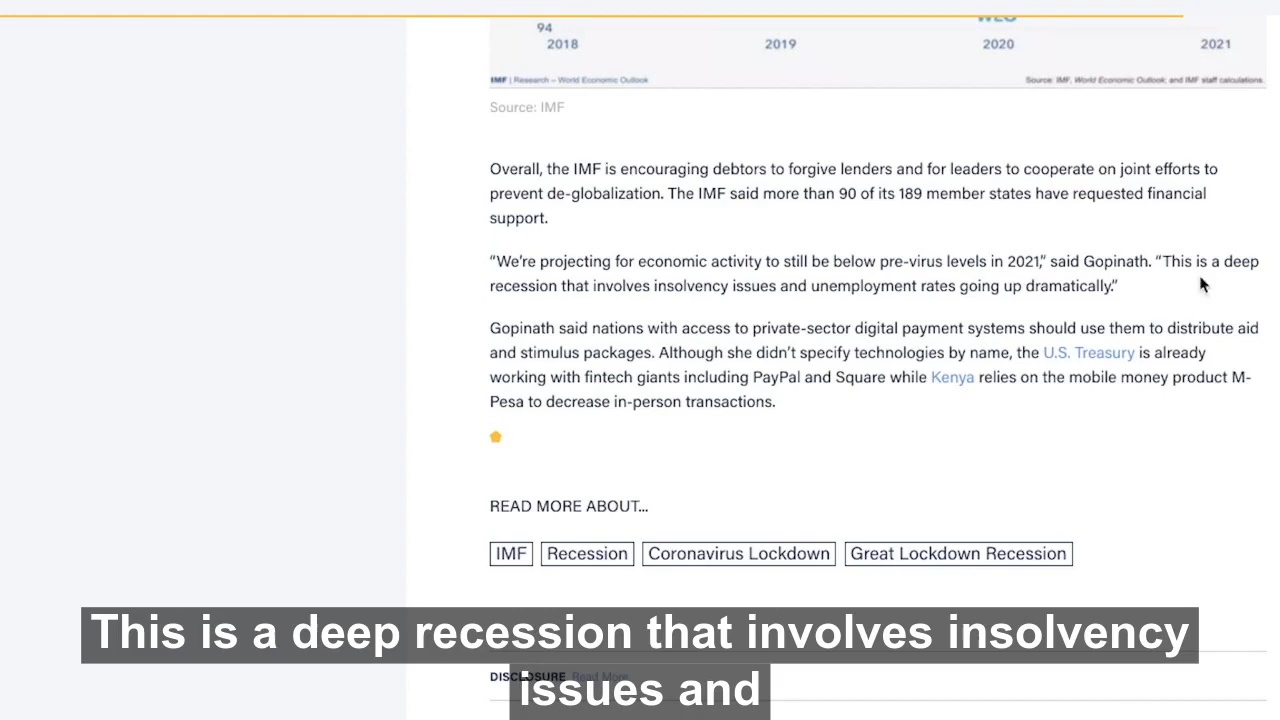 94
2018 2019 2020 2021
IMF | Research – World Economic Outlook Source: IMF, World Economic Outlook; and IMF staff calculations.
Source: IMF
Overall, the IMF is encouraging debtors to forgive lenders and for leaders to cooperate on joint efforts to
prevent de-globalization. The IMF said more than 90 of its 189 member states have requested financial
support.
“We’re projecting for economic activity to still be below pre-virus levels in 2021,” said Gopinath. “This is a deep
recession that involves insolvency issues and unemployment rates going up dramatically.”
Gopinath said nations with access to private-sector digital payment systems should use them to distribute aid
and stimulus packages. Although she didn’t specify technologies by name, the U.S. Treasury is already
working with fintech giants including PayPal and Square while Kenya relies on the mobile money product M-
Pesa to decrease in-person transactions.
READ MORE ABOUT...
IMF Recession Coronavirus Lockdown Great Lockdown Recession
This is a deep recession that involves insolvency
DISCLOSURE Read More
issues and